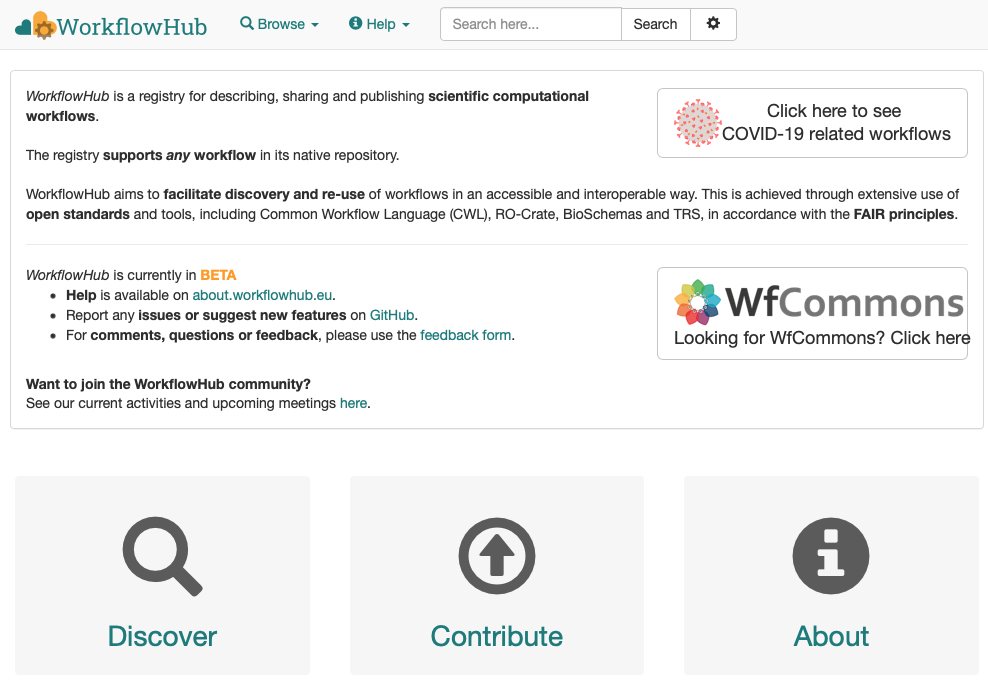 WorkflowHub Browse Help Search here... Search
WorkflowHub is a registry for describing, sharing and publishing scientific computational
workflows.
Click here to see
COVID-19 related workflows
The registry supports any workflow in its native repository.
WorkflowHub aims to facilitate discovery and re-use of workflows in an accessible and interoperable way. This is achieved through extensive use of
open standards and tools, including Common Workflow Language (CWL), RO-Crate, BioSchemas and TRS, in accordance with the FAIR principles.
WorkflowHub is currently in BETA
• Help is available on about.workflowhub.eu.
• Report any issues or suggest new features on GitHub.
• For comments, questions or feedback, please use the feedback form.
WfCommons
Looking for WfCommons? Click here
Want to join the WorkflowHub community?
See our current activities and upcoming meetings here.
Discover
Contribute
About